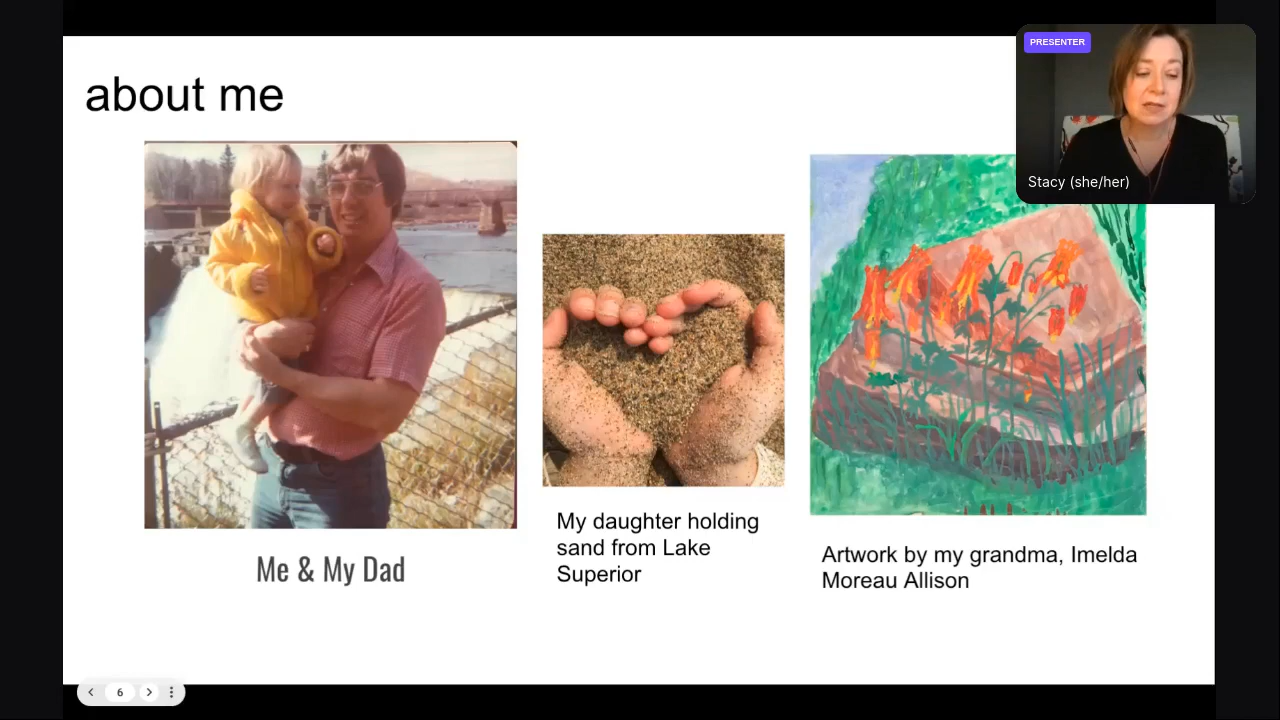 about me
PRESENTER
Stacy (she/her)
Me & My Dad
My daughter holding
sand from Lake
Superior
Artwork by my grandma, Imelda
Moreau Allison
6